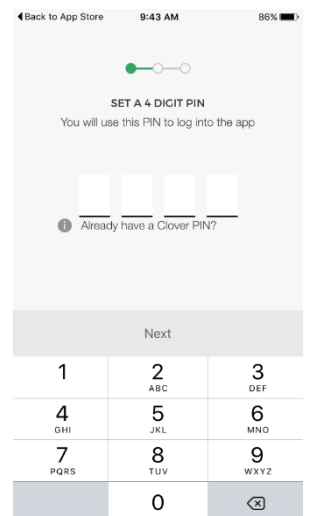 Back to App Store 9:43 AM 86%
SET A 4 DIGIT PIN
You will use this PIN to log into the app
Already have a Clover PIN?
Next
1 2 3
ABC DEF
4 5 6
GHI JKL MNO
7 8 9
PQRS TUV WXYZ
0